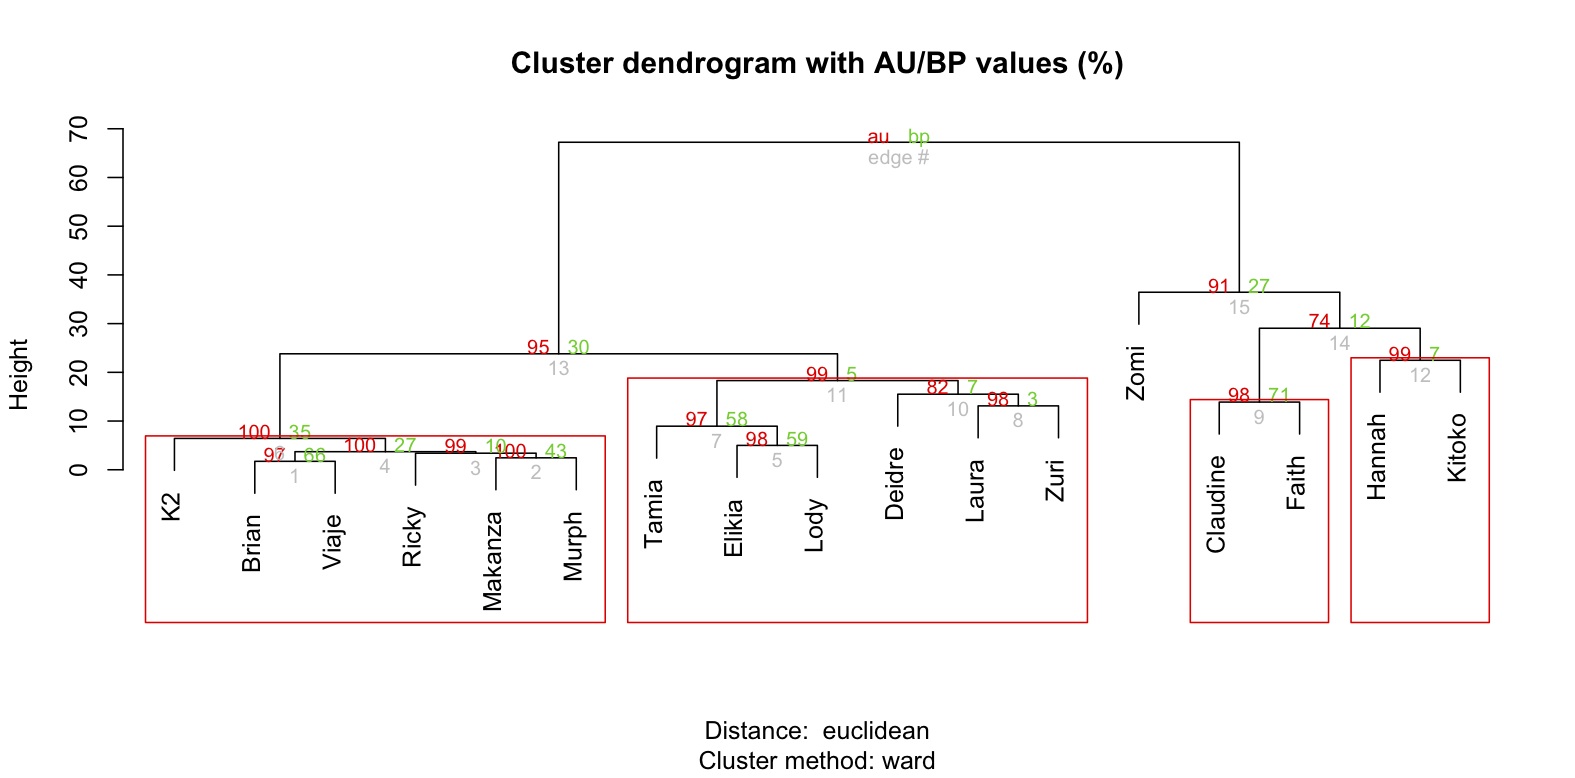 Cluster dendrogram with AU/BP values (%)
Height
0 10 20 30 40 50 60 70
au bp
edge #
91 27
15
74 12
14
95 30
13
99 7
12
99 5
11
82 7
10
98 3
8
98 71
9
97 58
7
98 59
5
100 35
6
100 27
4
99 10
3
100 43
2
97 66
1
K2
Brian
Viaje
Ricky
Makanza
Murph
Tamia
Elikia
Lody
Deidre
Laura
Zuri
Zomi
Claudine
Faith
Hannah
Kitoko
Distance: euclidean
Cluster method: ward